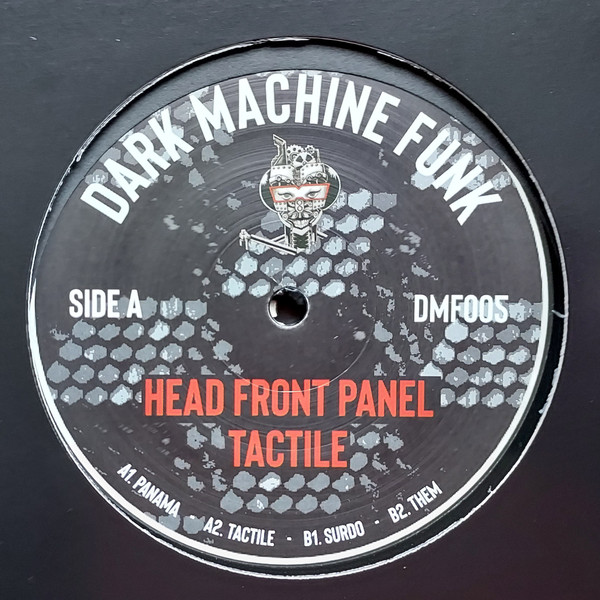 DARK MACHINE FUNK
SIDE A
DMF005
HEAD FRONT PANEL
TACTILE
A1. PANAMA - A2. TACTILE - B1. SURDO - B2. THEM